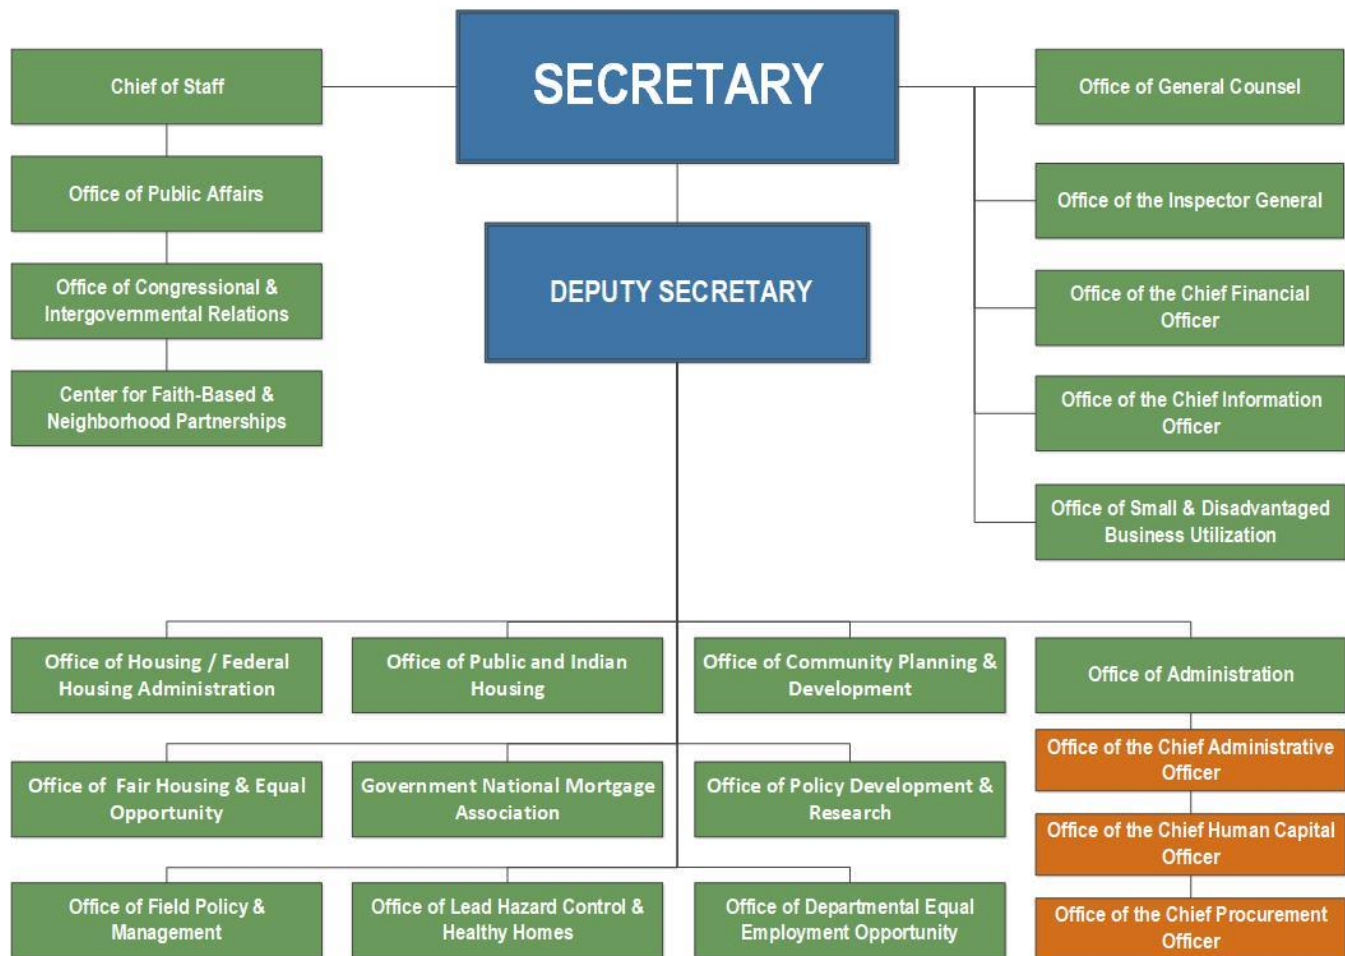 SECRETARY
Chief of Staff
Office of General Counsel
Office of Public Affairs
Office of the Inspector General
DEPUTY SECRETARY
Office of Congressional &
Intergovernmental Relations
Office of the Chief Financial
Officer
Center for Faith-Based &
Neighborhood Partnerships
Office of the Chief Information
Officer
Office of Small & Disadvantaged
Business Utilization
Office of Housing / Federal
Housing Administration
Office of Public and Indian
Housing
Office of Community Planning &
Development
Office of Administration
Office of Fair Housing & Equal
Opportunity
Government National Mortgage
Association
Office of Policy Development &
Research
Office of the Chief Administrative
Officer
Office of the Chief Human Capital
Officer
Office of Field Policy &
Management
Office of Lead Hazard Control &
Healthy Homes
Office of Departmental Equal
Employment Opportunity
Office of the Chief Procurement
Officer